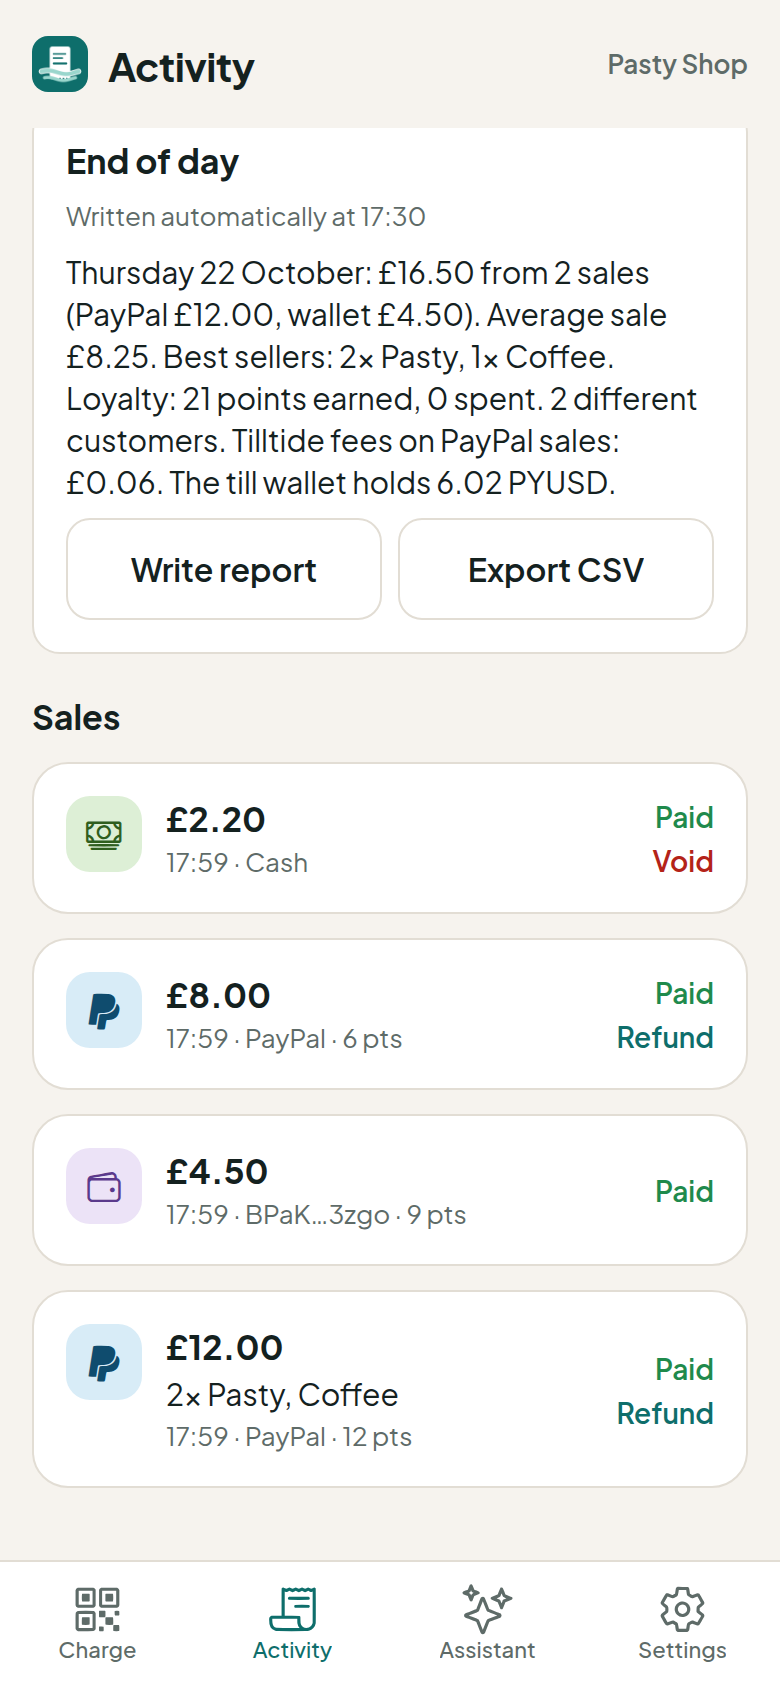 Activity
Pasty Shop
End of day
Written automatically at 17:30
Thursday 22 October: £16.50 from 2 sales
(PayPal £12.00, wallet £4.50). Average sale
£8.25. Best sellers: 2× Pasty, 1× Coffee.
Loyalty: 21 points earned, 0 spent. 2 different
customers. Tilltide fees on PayPal sales:
£0.06. The till wallet holds 6.02 PYUSD.
Write report
Export CSV
Sales
£2.20
17:59 · Cash
Paid
Void
£8.00
17:59 · PayPal · 6 pts
Paid
Refund
£4.50
17:59 · BPaK…3zgo · 9 pts
Paid
£12.00
2× Pasty, Coffee
17:59 · PayPal · 12 pts
Paid
Refund
Charge
Activity
Assistant
Settings